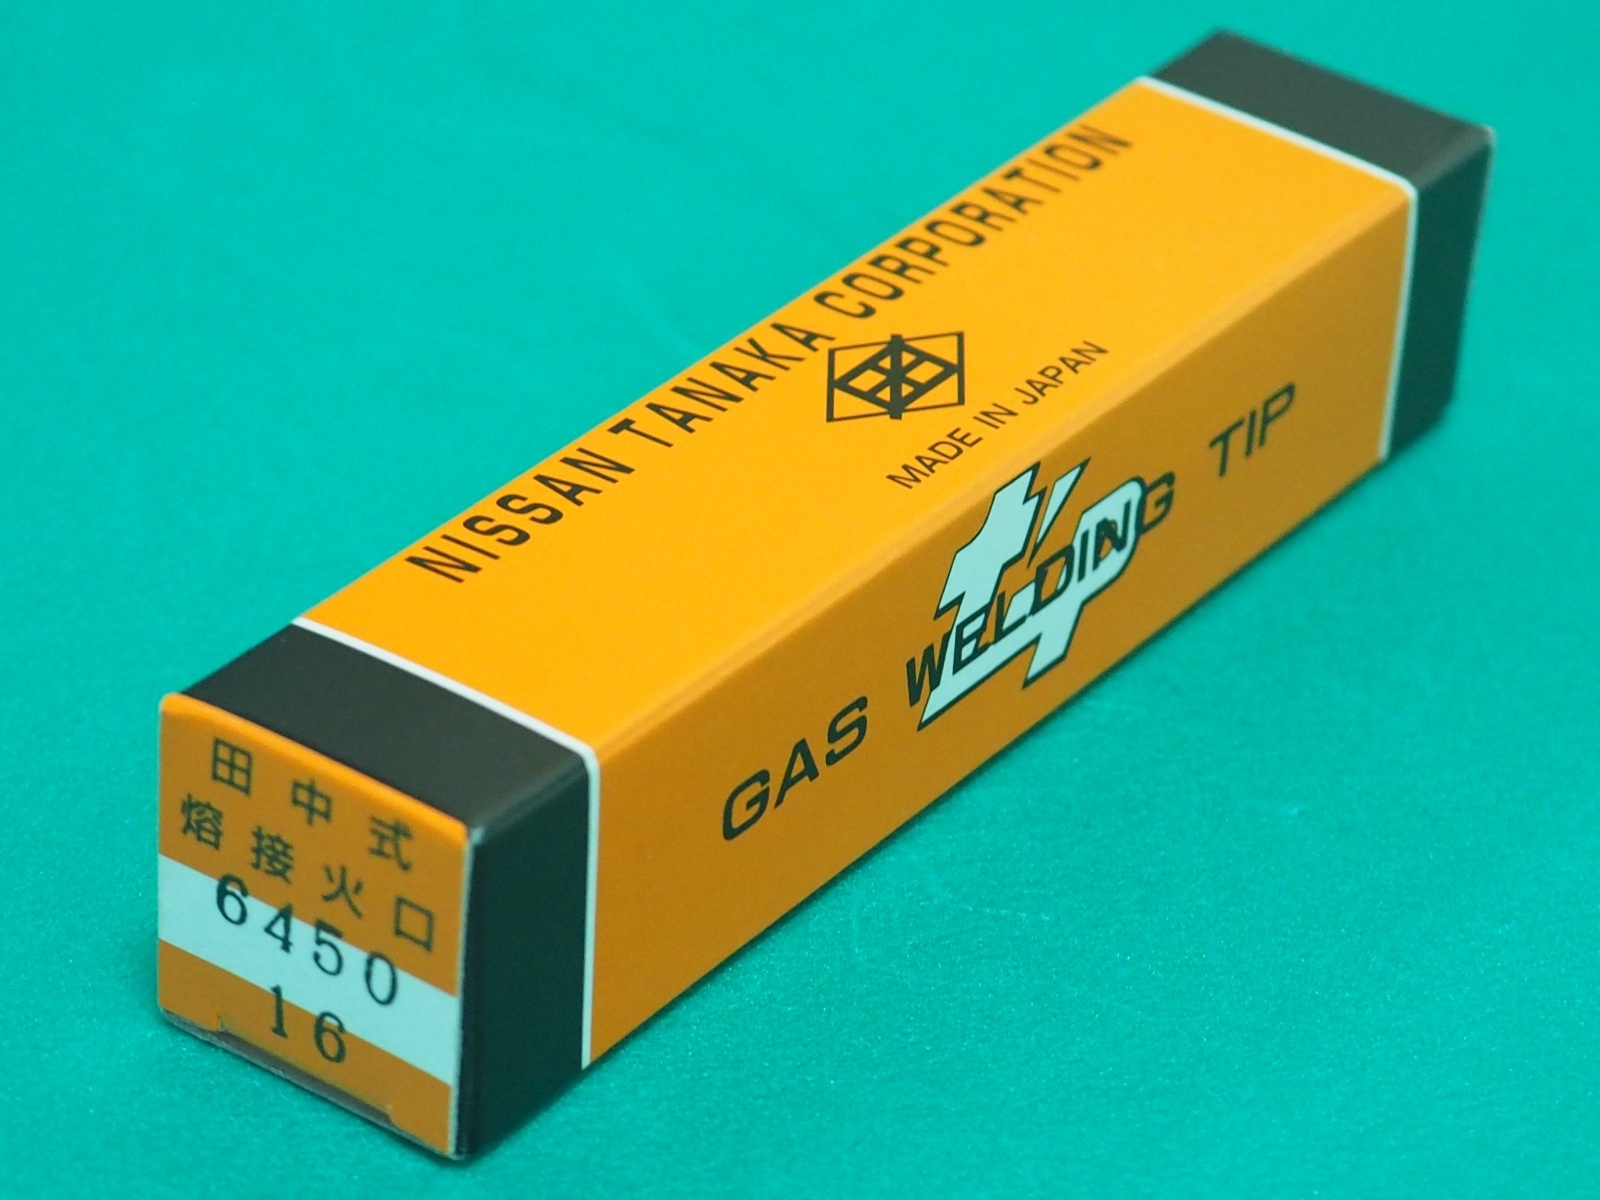 NISSAN TANAKA CORPORATION
MADE IN JAPAN
GAS WELDING TIP
田中式
熔接火口
6450
16